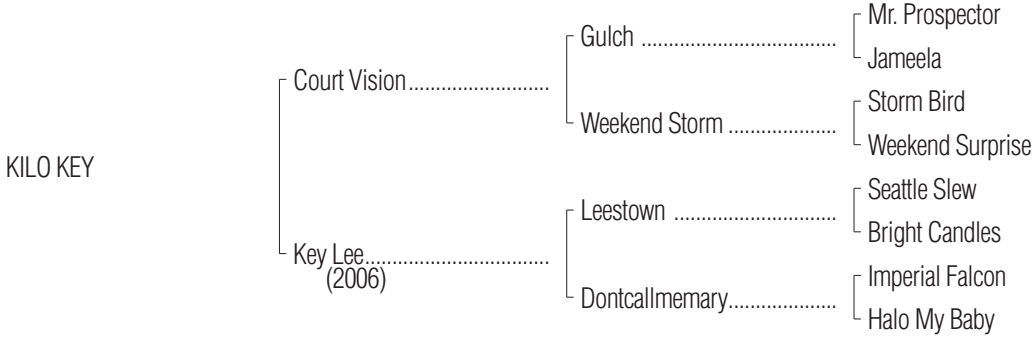 Mr. Prospector
Gulch ....................................
Jameela
Court Vision..........................
Storm Bird
Weekend Storm ....................
Weekend Surprise
KILO KEY
Seattle Slew
Leestown ..............................
Bright Candles
Key Lee..................................
(2006)
Imperial Falcon
Dontcallmemary....................
Halo My Baby